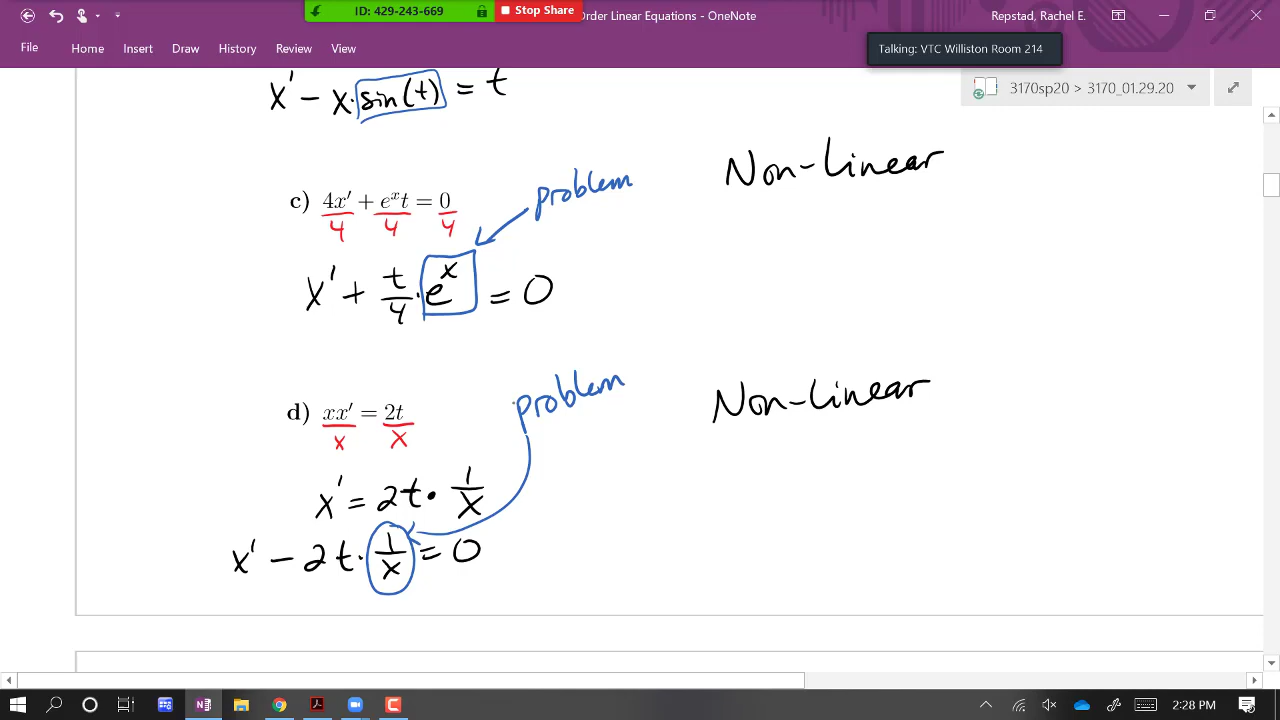 ID: 429-243-669 Stop Share
Order Linear Equations - OneNote
Repstad, Rachel E.
File Home Insert Draw History Review View
Talking: VTC Williston Room 214
3170sp20 > 3170_01.29.20
x' - x·sin(t) = t
Non-Linear
problem
c) 4x' + eˣt = 0
4 4 4
x' + t/4 · eˣ = 0
problem
Non-Linear
d) xx' = 2t
x x
x' = 2t · 1/x
x' - 2t · 1/x = 0
2:28 PM